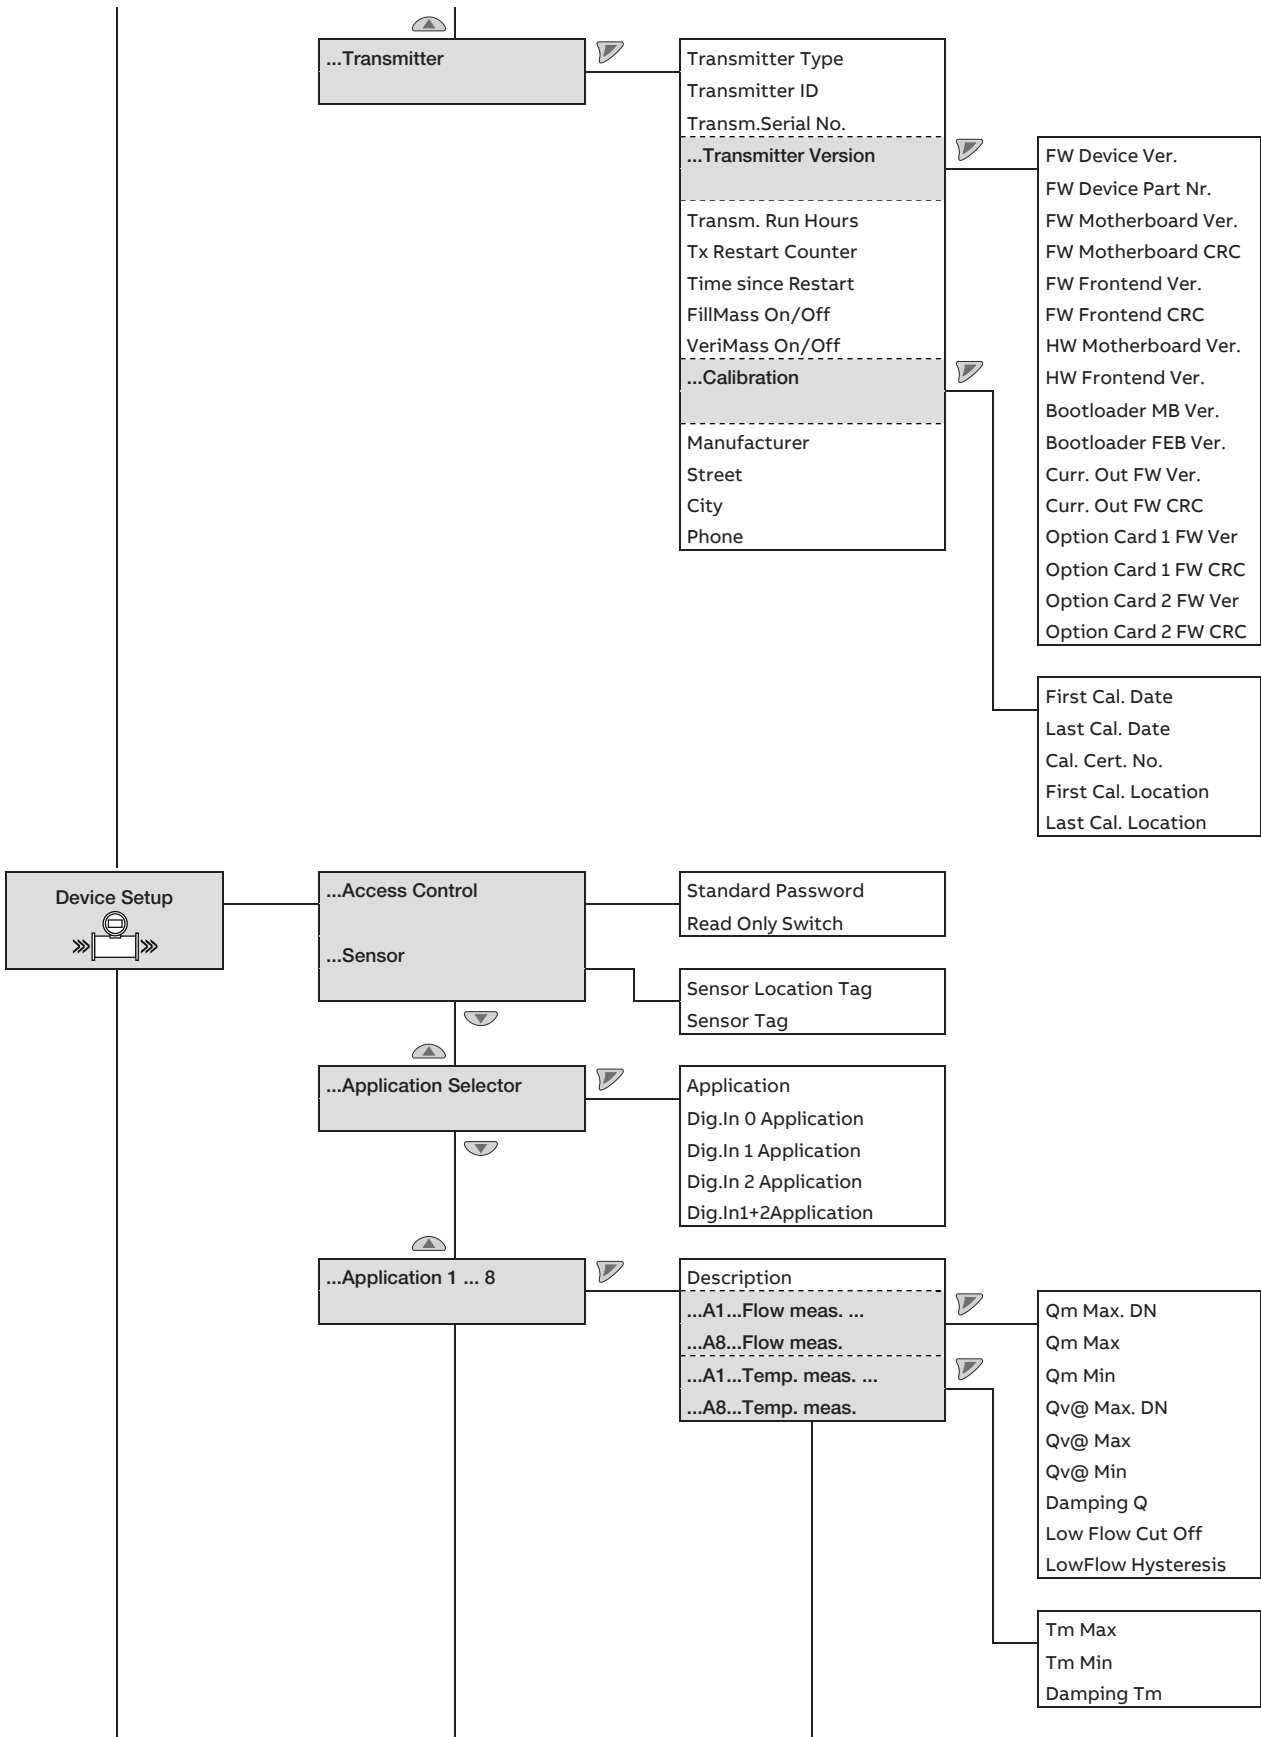 ...Transmitter
Transmitter Type
Transmitter ID
Transm.Serial No.
...Transmitter Version
Transm. Run Hours
Tx Restart Counter
Time since Restart
FillMass On/Off
VeriMass On/Off
...Calibration
Manufacturer
Street
City
Phone
FW Device Ver.
FW Device Part Nr.
FW Motherboard Ver.
FW Motherboard CRC
FW Frontend Ver.
FW Frontend CRC
HW Motherboard Ver.
HW Frontend Ver.
Bootloader MB Ver.
Bootloader FEB Ver.
Curr. Out FW Ver.
Curr. Out FW CRC
Option Card 1 FW Ver
Option Card 1 FW CRC
Option Card 2 FW Ver
Option Card 2 FW CRC
First Cal. Date
Last Cal. Date
Cal. Cert. No.
First Cal. Location
Last Cal. Location
Device Setup
...Access Control
...Sensor
Standard Password
Read Only Switch
Sensor Location Tag
Sensor Tag
...Application Selector
Application
Dig.In 0 Application
Dig.In 1 Application
Dig.In 2 Application
Dig.In1+2Application
...Application 1 ... 8
Description
...A1...Flow meas. ...
...A8...Flow meas.
...A1...Temp. meas. ...
...A8...Temp. meas.
Qm Max. DN
Qm Max
Qm Min
Qv@ Max. DN
Qv@ Max
Qv@ Min
Damping Q
Low Flow Cut Off
LowFlow Hysteresis
Tm Max
Tm Min
Damping Tm